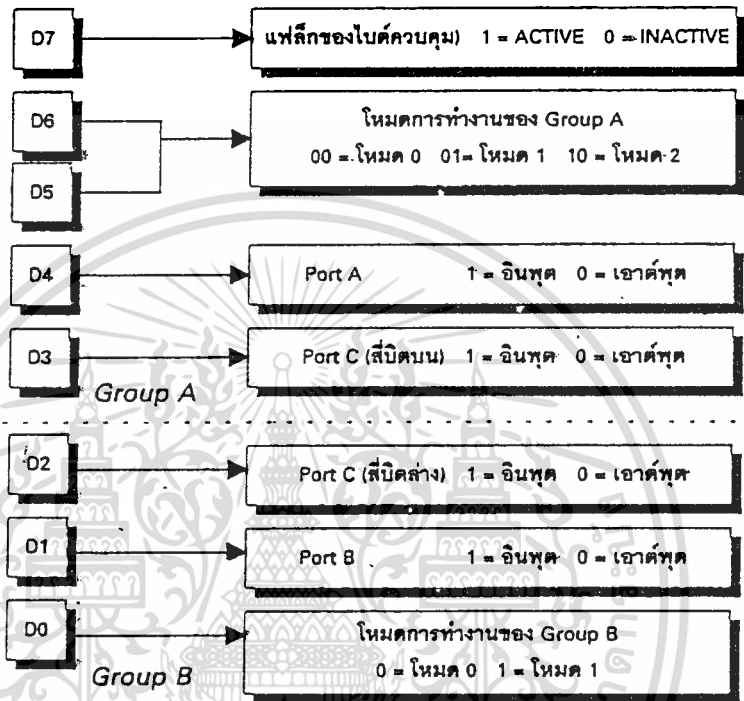 D7
แฟล็กของไบต์ควบคุม) 1 = ACTIVE 0 = INACTIVE
D6
D5
โหมดการทำงานของ Group A
00 = โหมด 0 01= โหมด 1 10 = โหมด 2
D4
Port A 1 = อินพุต 0 = เอาต์พุต
D3
Port C (สี่บิตบน) 1 = อินพุต 0 = เอาต์พุต
Group A
D2
Port C (สี่บิตล่าง) 1 = อินพุต 0 = เอาต์พุต
D1
Port B 1 = อินพุต 0 = เอาต์พุต
D0
โหมดการทำงานของ Group B
0 = โหมด 0 1 = โหมด 1
Group B